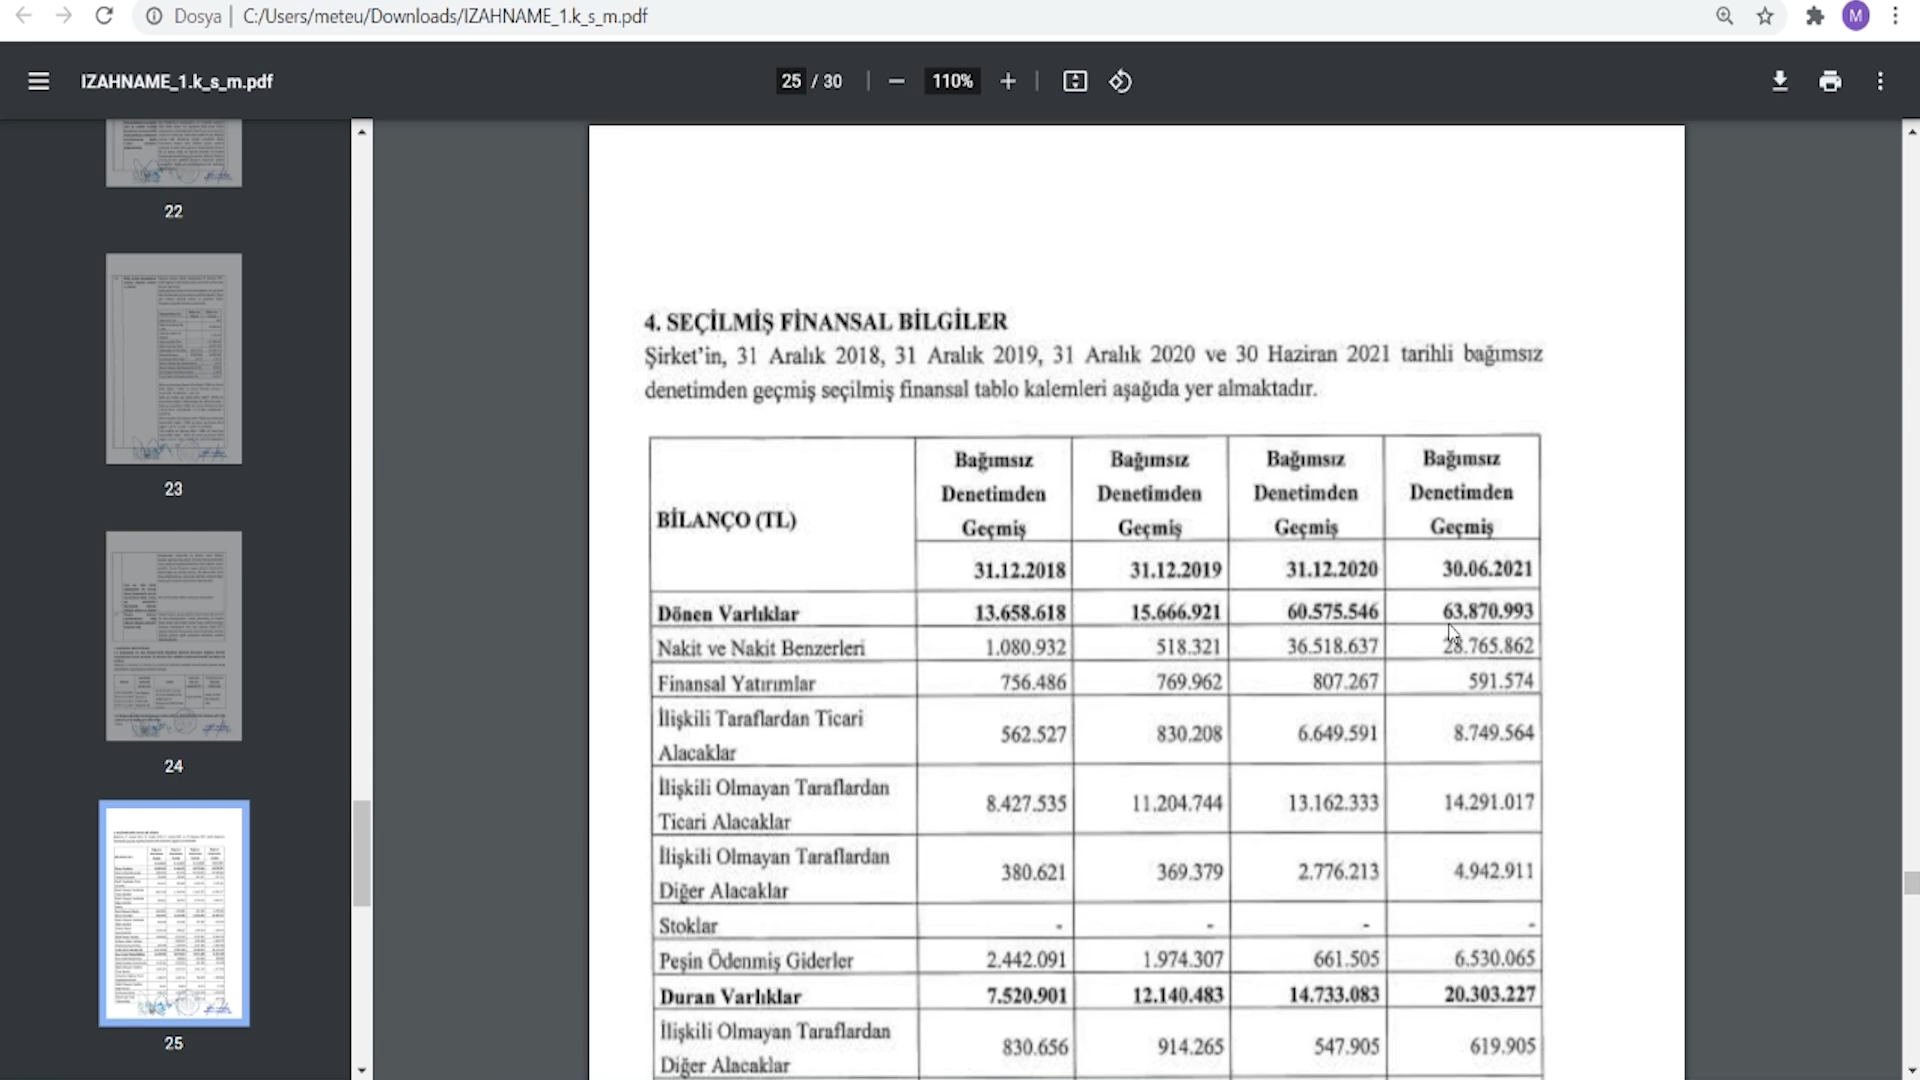 Dosya | C:/Users/meteu/Downloads/IZAHNAME_1.k_s_m.pdf
M
IZAHNAME_1.k_s_m.pdf
25 / 30
110%
22
23
24
25
4. SEÇİLMİŞ FİNANSAL BİLGİLER
Şirket'in, 31 Aralık 2018, 31 Aralık 2019, 31 Aralık 2020 ve 30 Haziran 2021 tarihli bağımsız
denetimden geçmiş seçilmiş finansal tablo kalemleri aşağıda yer almaktadır.
BİLANÇO (TL)
Bağımsız Denetimden Geçmiş
Bağımsız Denetimden Geçmiş
Bağımsız Denetimden Geçmiş
Bağımsız Denetimden Geçmiş
31.12.2018 31.12.2019 31.12.2020 30.06.2021
Dönen Varlıklar 13.658.618 15.666.921 60.575.546 63.870.993
Nakit ve Nakit Benzerleri 1.080.932 518.321 36.518.637 28.765.862
Finansal Yatırımlar 756.486 769.962 807.267 591.574
İlişkili Taraflardan Ticari
Alacaklar 562.527 830.208 6.649.591 8.749.564
İlişkili Olmayan Taraflardan
Ticari Alacaklar 8.427.535 11.204.744 13.162.333 14.291.017
İlişkili Olmayan Taraflardan
Diğer Alacaklar 380.621 369.379 2.776.213 4.942.911
Stoklar - - - -
Peşin Ödenmiş Giderler 2.442.091 1.974.307 661.505 6.530.065
Duran Varlıklar 7.520.901 12.140.483 14.733.083 20.303.227
İlişkili Olmayan Taraflardan
Diğer Alacaklar 830.656 914.265 547.905 619.905